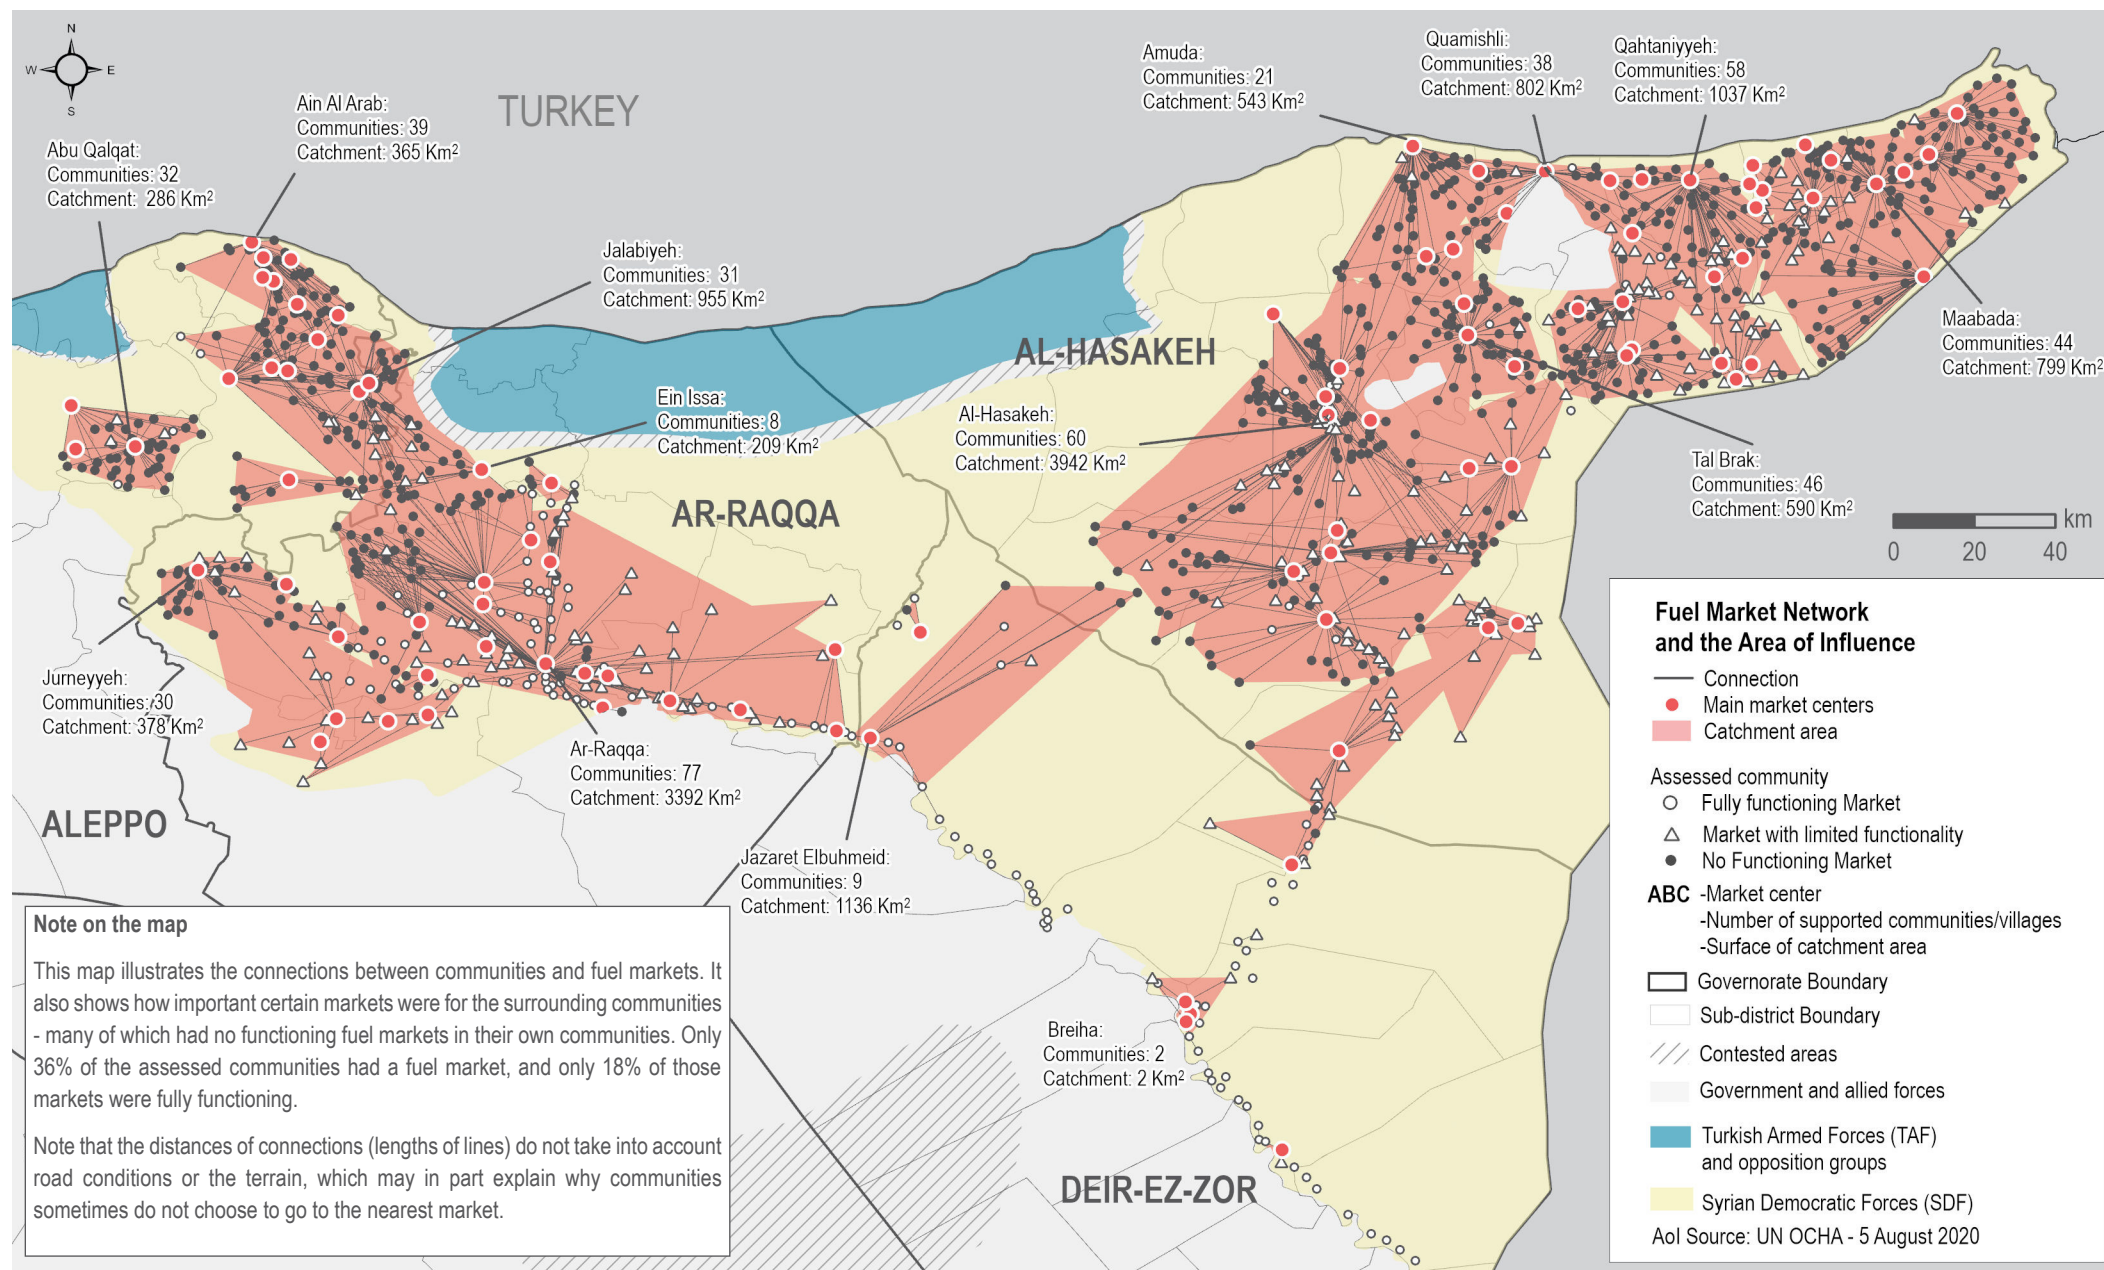 N
W
E
S
TURKEY
Ain Al Arab:
Communities: 39
Catchment: 365 Km²
Abu Qalqat:
Communities: 32
Catchment: 286 Km²
Jalabiyeh:
Communities: 31
Catchment: 955 Km²
Ein Issa:
Communities: 8
Catchment: 209 Km²
Amuda:
Communities: 21
Catchment: 543 Km²
Quamishli:
Communities: 38
Catchment: 802 Km²
Qahtaniyyeh:
Communities: 58
Catchment: 1037 Km²
Maabada:
Communities: 44
Catchment: 799 Km²
AL-HASAKEH
Al-Hasakeh:
Communities: 60
Catchment: 3942 Km²
Tal Brak:
Communities: 46
Catchment: 590 Km²
AR-RAQQA
km
0 20 40
Jurneyyeh:
Communities: 30
Catchment: 378 Km²
Ar-Raqqa:
Communities: 77
Catchment: 3392 Km²
ALEPPO
Jazaret Elbuhmeid:
Communities: 9
Catchment: 1136 Km²
Breiha:
Communities: 2
Catchment: 2 Km²
DEIR-EZ-ZOR
Note on the map
This map illustrates the connections between communities and fuel markets. It
also shows how important certain markets were for the surrounding communities
- many of which had no functioning fuel markets in their own communities. Only
36% of the assessed communities had a fuel market, and only 18% of those
markets were fully functioning.
Note that the distances of connections (lengths of lines) do not take into account
road conditions or the terrain, which may in part explain why communities
sometimes do not choose to go to the nearest market.
Fuel Market Network
and the Area of Influence
Connection
Main market centers
Catchment area
Assessed community
Fully functioning Market
Market with limited functionality
No Functioning Market
ABC -Market center
-Number of supported communities/villages
-Surface of catchment area
Governorate Boundary
Sub-district Boundary
Contested areas
Government and allied forces
Turkish Armed Forces (TAF)
and opposition groups
Syrian Democratic Forces (SDF)
AoI Source: UN OCHA - 5 August 2020